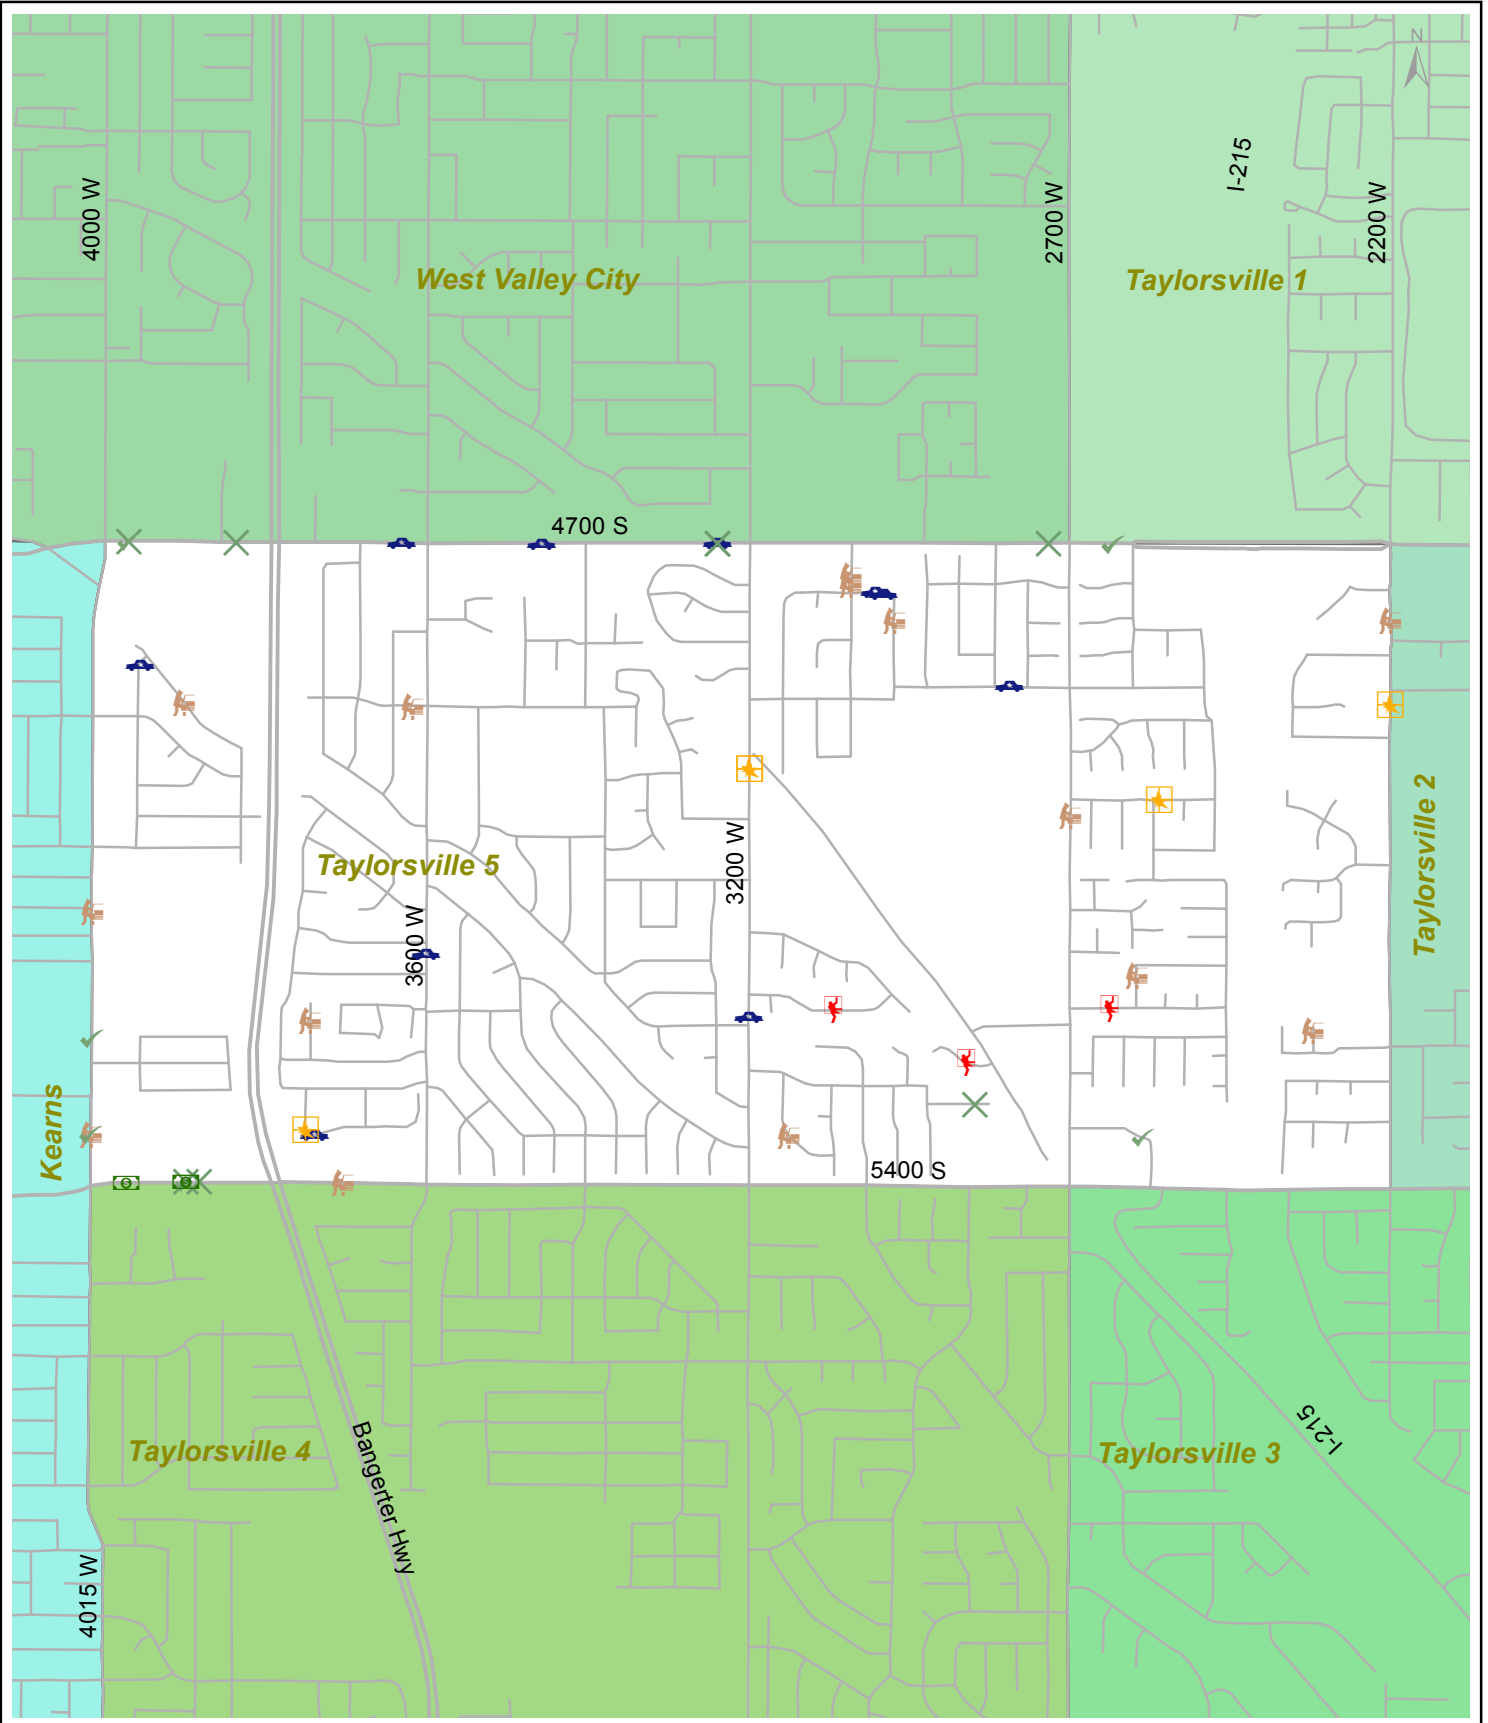 N
I-215
4000 W
2700 W
2200 W
West Valley City
Taylorsville 1
4700 S
Taylorsville 2
3200 W
Taylorsville 5
3600 W
Kearns
5400 S
Taylorsville 4
Bangerter Hwy
Taylorsville 3
I-215
4015 W